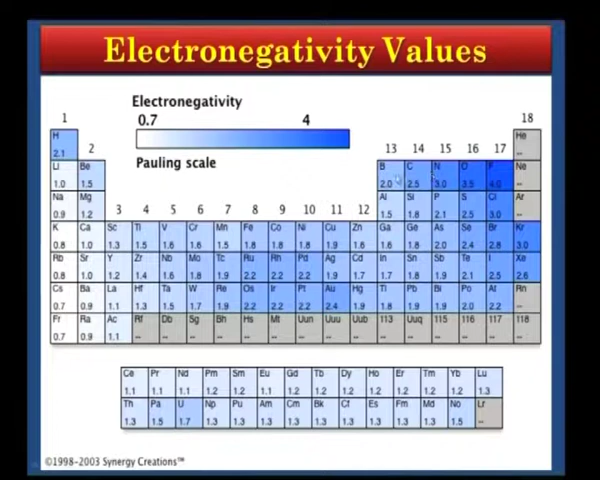 Electronegativity Values
Electronegativity
0.7 4
Pauling scale
1 18
H He
2.1 --
2 13 14 15 16 17
Li Be B C N O F Ne
1.0 1.5 2.0 2.5 3.0 3.5 4.0 --
Na Mg Al Si P S Cl Ar
0.9 1.2 1.5 1.8 2.1 2.5 3.0 --
3 4 5 6 7 8 9 10 11 12
K Ca Sc Ti V Cr Mn Fe Co Ni Cu Zn Ga Ge As Se Br Kr
0.8 1.0 1.3 1.5 1.6 1.6 1.5 1.8 1.8 1.8 1.9 1.6 1.6 1.8 2.0 2.4 2.8 3.0
Rb Sr Y Zr Nb Mo Tc Ru Rh Pd Ag Cd In Sn Sb Te I Xe
0.8 1.0 1.2 1.4 1.6 1.8 1.9 2.2 2.2 2.2 1.9 1.7 1.7 1.8 1.9 2.1 2.5 2.6
Cs Ba La Hf Ta W Re Os Ir Pt Au Hg Tl Pb Bi Po At Rn
0.7 0.9 1.1 1.3 1.5 1.7 1.9 2.2 2.2 2.2 2.4 1.9 1.8 1.9 1.9 2.0 2.2 --
Fr Ra Ac Rf Db Sg Bh Hs Mt Uun Uuu Uub 113 Uuq 115 116 117 118
0.7 0.9 1.1 -- -- -- -- -- -- -- -- -- -- -- -- -- -- --
Ce Pr Nd Pm Sm Eu Gd Tb Dy Ho Er Tm Yb Lu
1.1 1.1 1.1 1.2 1.2 1.1 1.2 1.2 1.2 1.2 1.2 1.2 1.2 1.3
Th Pa U Np Pu Am Cm Bk Cf Es Fm Md No Lr
1.3 1.5 1.7 1.3 1.3 1.3 1.3 1.3 1.3 1.3 1.3 1.3 1.5 --
©1998-2003 Synergy Creations™